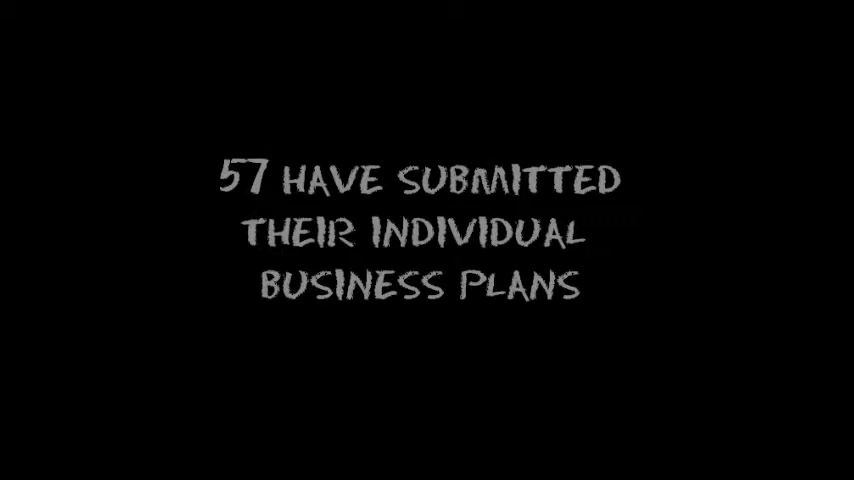 57 HAVE SUBMITTED
THEIR INDIVIDUAL
BUSINESS PLANS